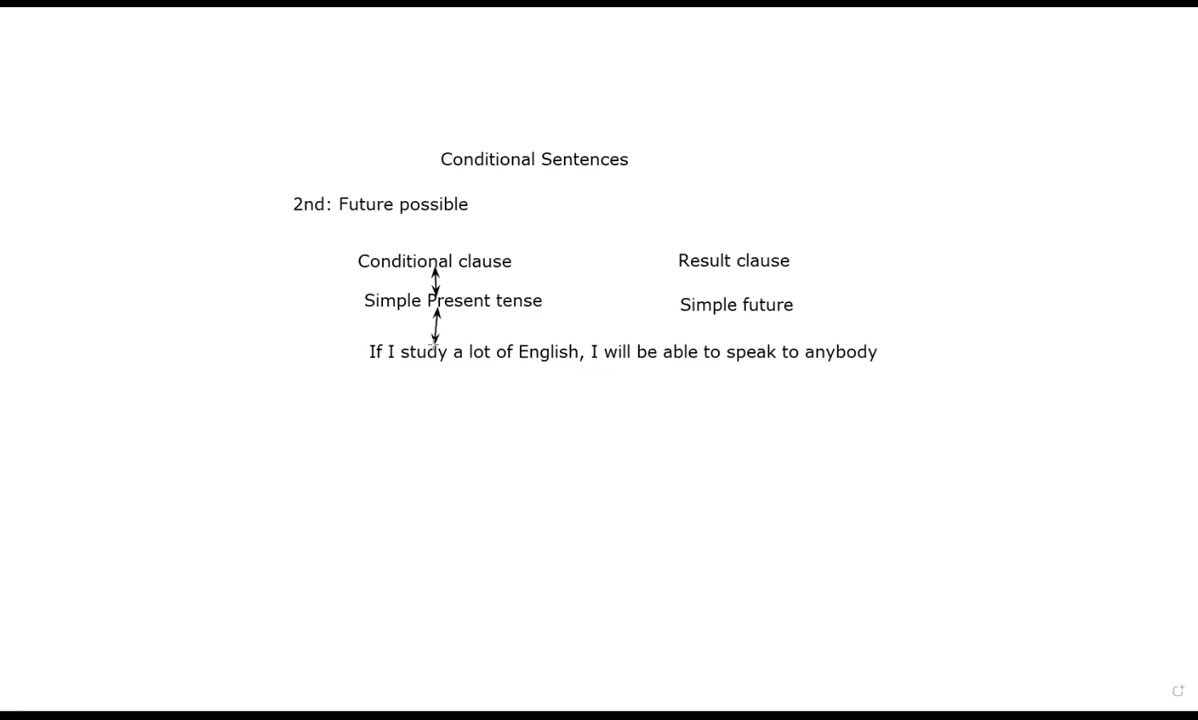 Conditional Sentences
2nd: Future possible
Conditional clause Result clause
Simple Present tense Simple future
If I study a lot of English, I will be able to speak to anybody